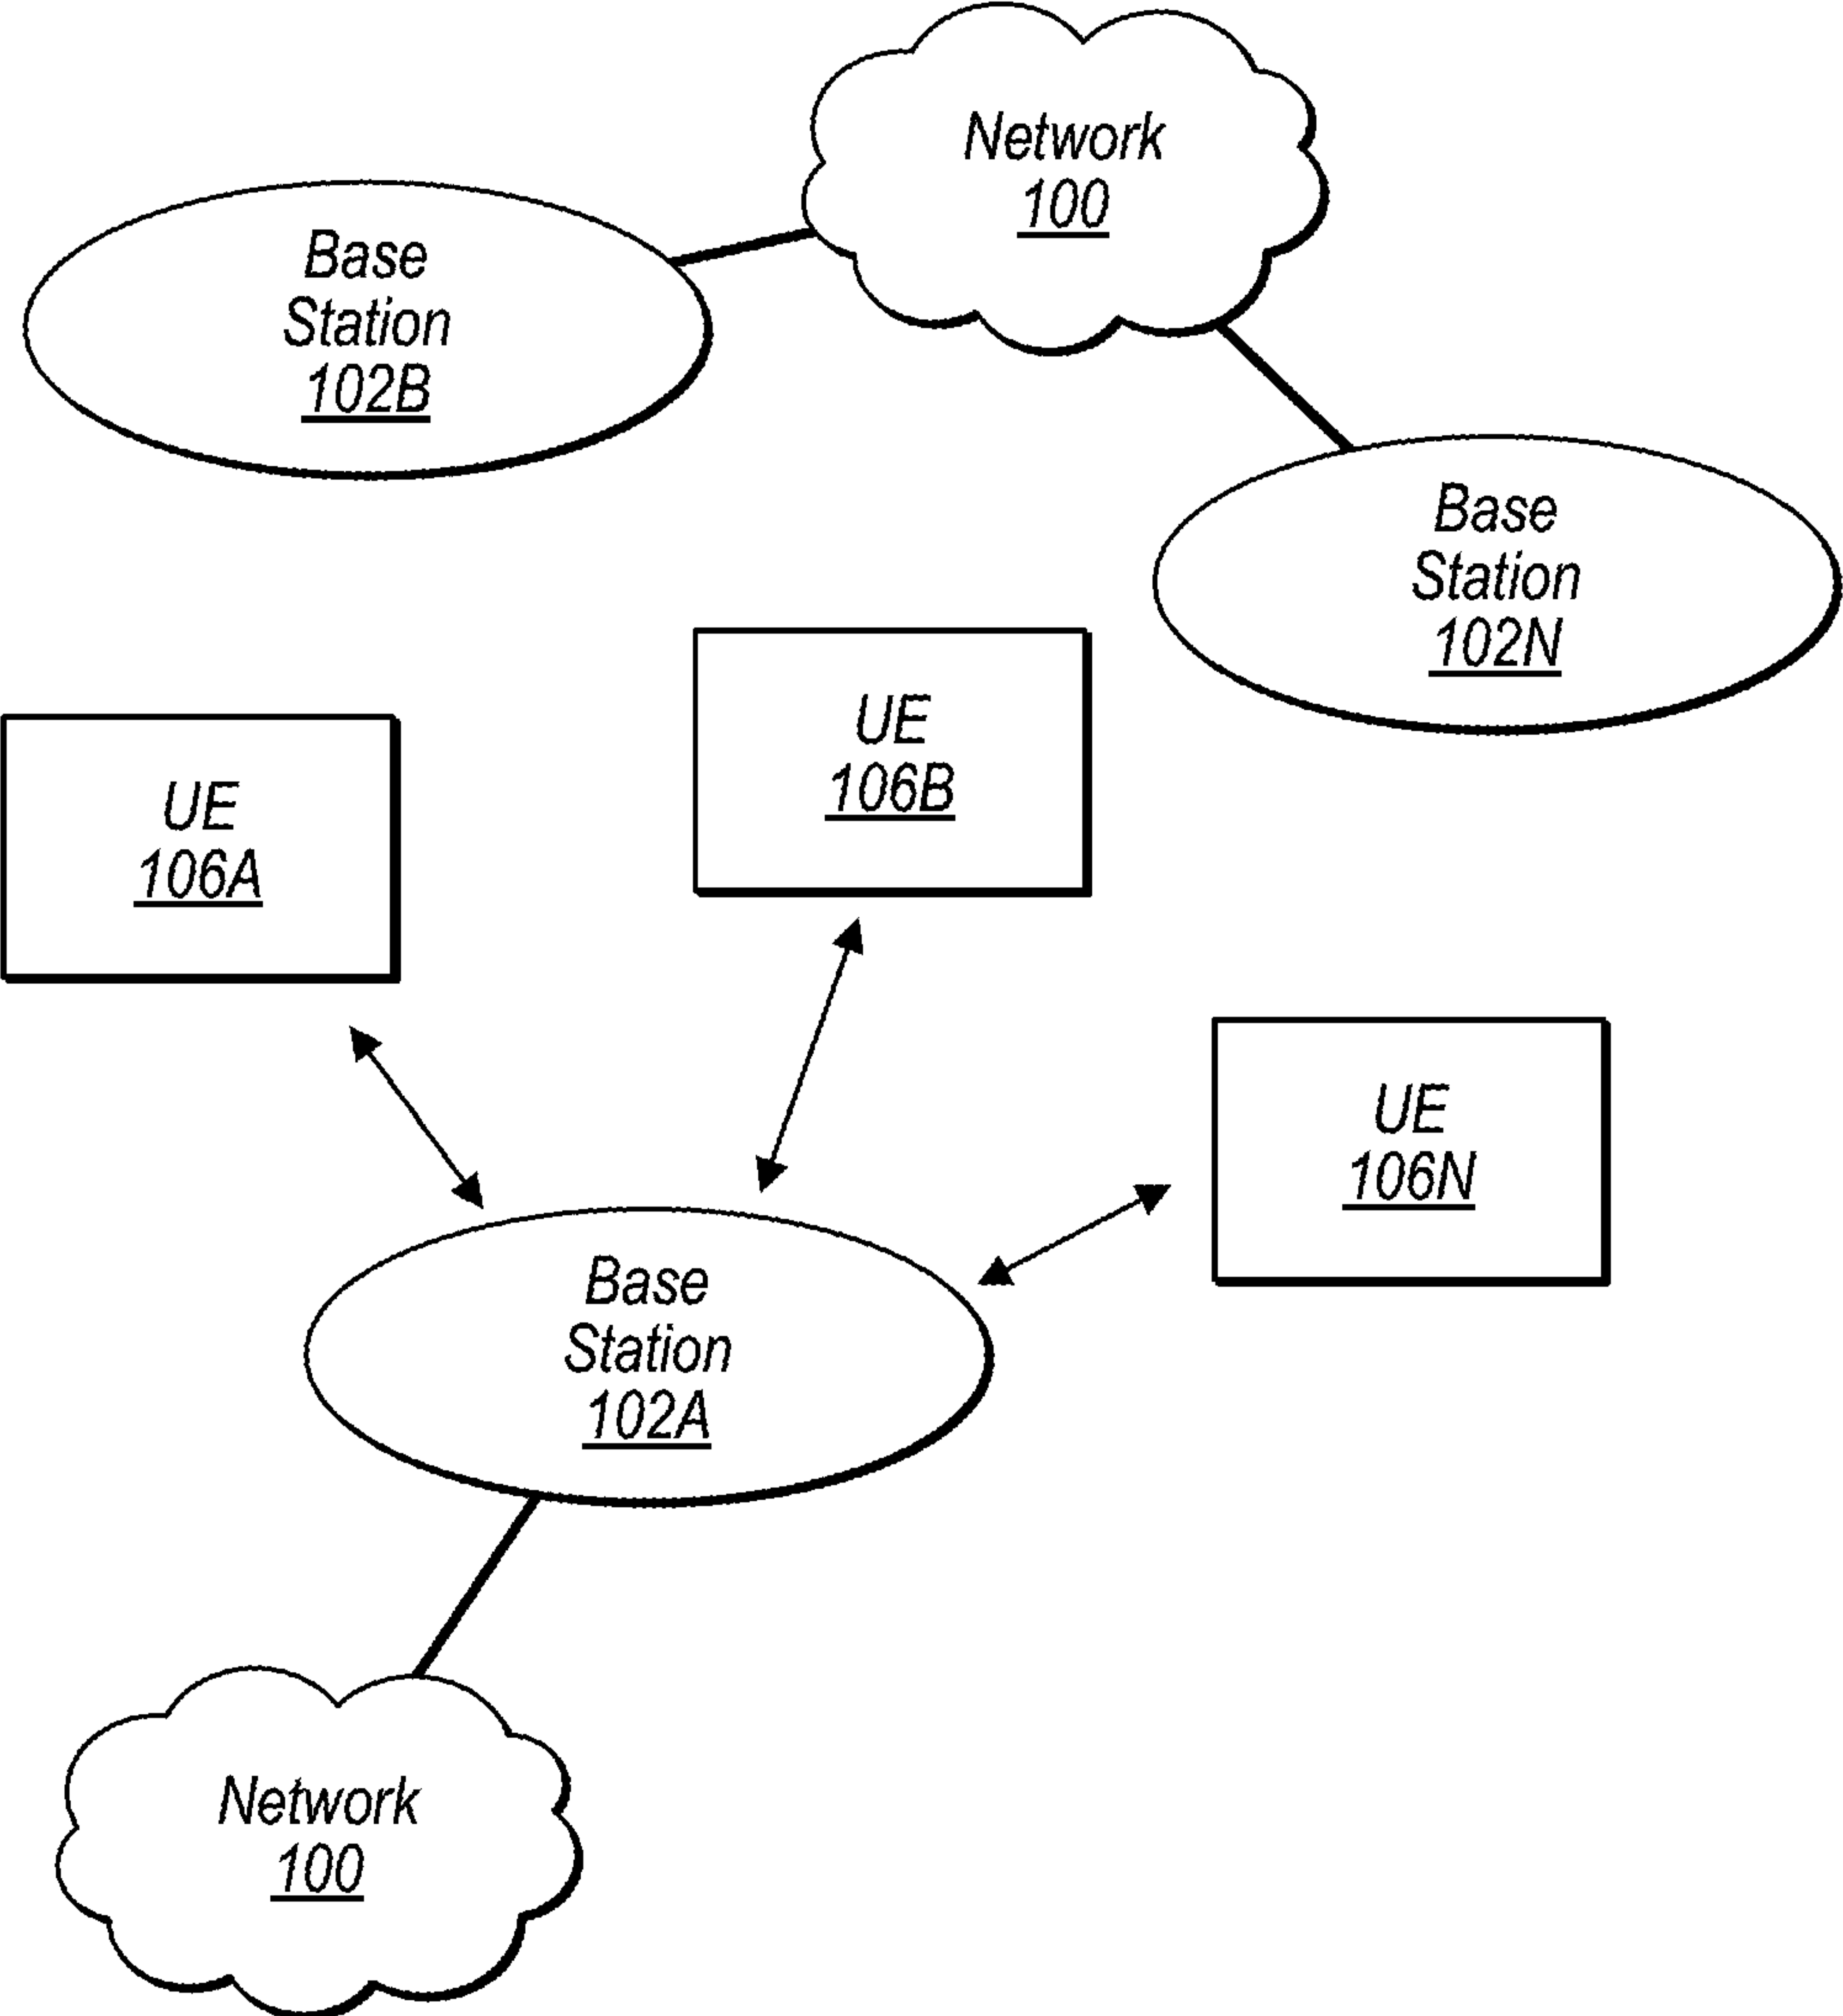 Network
100
Base
Station
102B
Base
Station
102N
UE
106B
UE
106A
UE
106N
Base
Station
102A
Network
100